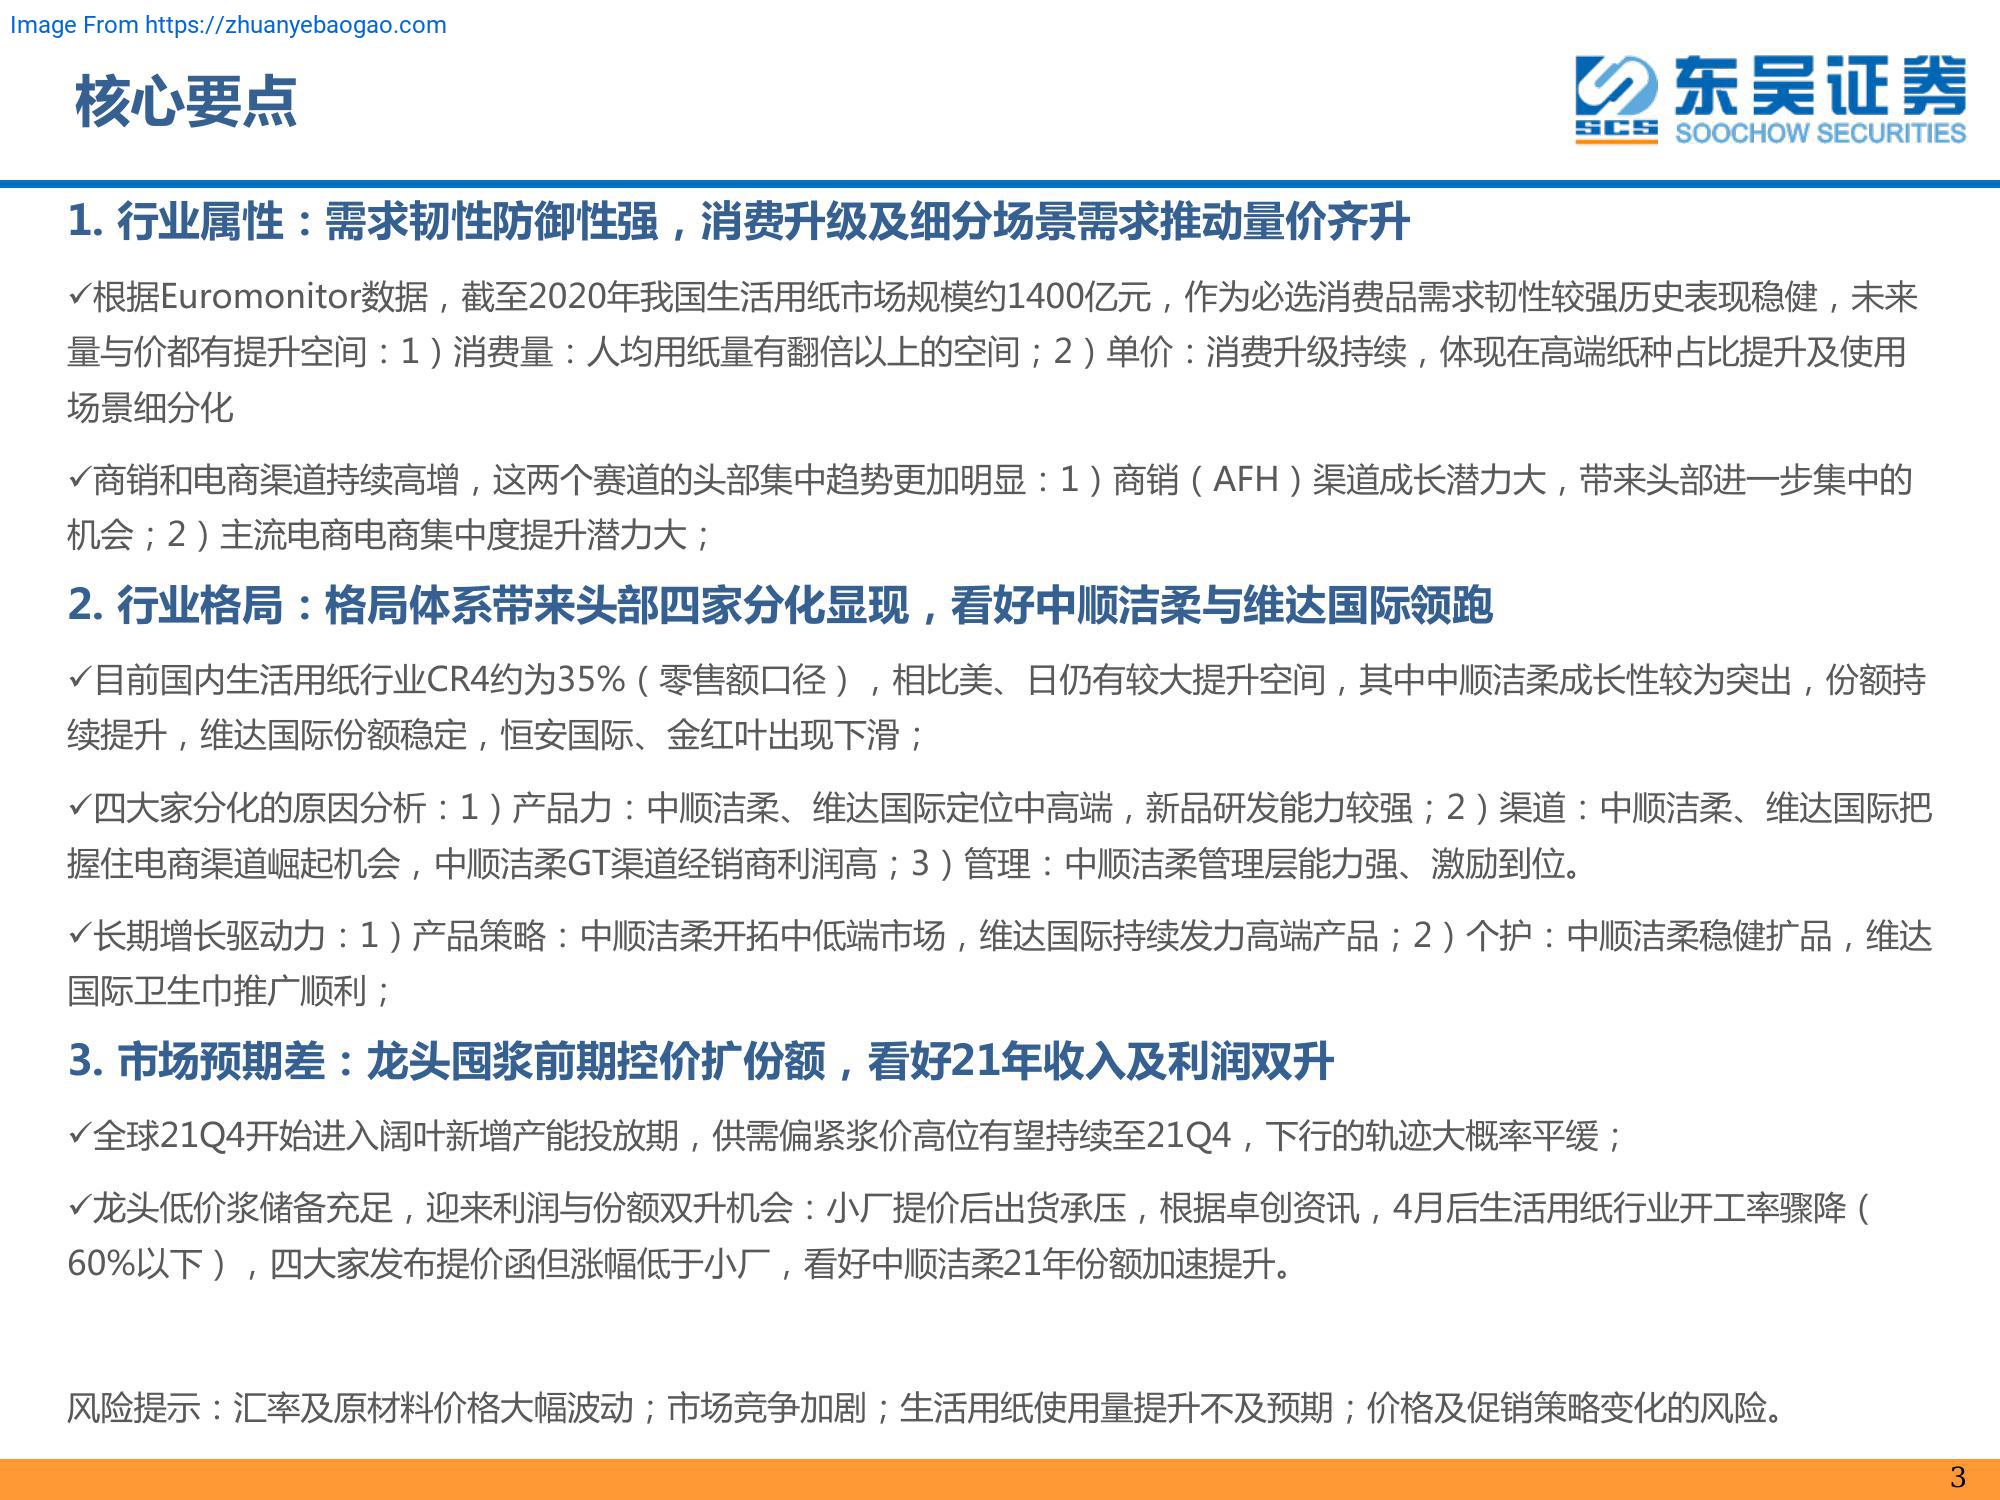 Image From https://zhuanyebaogao.com
核心要点
东吴证券
SCS
SOOCHOW SECURITIES
1. 行业属性：需求韧性防御性强，消费升级及细分场景需求推动量价齐升
✓根据Euromonitor数据，截至2020年我国生活用纸市场规模约1400亿元，作为必选消费品需求韧性较强历史表现稳健，未来
量与价都有提升空间：1）消费量：人均用纸量有翻倍以上的空间；2）单价：消费升级持续，体现在高端纸种占比提升及使用
场景细分化
✓商销和电商渠道持续高增，这两个赛道的头部集中趋势更加明显：1）商销（AFH）渠道成长潜力大，带来头部进一步集中的
机会；2）主流电商电商集中度提升潜力大；
2. 行业格局：格局体系带来头部四家分化显现，看好中顺洁柔与维达国际领跑
✓目前国内生活用纸行业CR4约为35%（零售额口径），相比美、日仍有较大提升空间，其中中顺洁柔成长性较为突出，份额持
续提升，维达国际份额稳定，恒安国际、金红叶出现下滑；
✓四大家分化的原因分析：1）产品力：中顺洁柔、维达国际定位中高端，新品研发能力较强；2）渠道：中顺洁柔、维达国际把
握住电商渠道崛起机会，中顺洁柔GT渠道经销商利润高；3）管理：中顺洁柔管理层能力强、激励到位。
✓长期增长驱动力：1）产品策略：中顺洁柔开拓中低端市场，维达国际持续发力高端产品；2）个护：中顺洁柔稳健扩品，维达
国际卫生巾推广顺利；
3. 市场预期差：龙头囤浆前期控价扩份额，看好21年收入及利润双升
✓全球21Q4开始进入阔叶新增产能投放期，供需偏紧浆价高位有望持续至21Q4，下行的轨迹大概率平缓；
✓龙头低价浆储备充足，迎来利润与份额双升机会：小厂提价后出货承压，根据卓创资讯，4月后生活用纸行业开工率骤降（
60%以下），四大家发布提价函但涨幅低于小厂，看好中顺洁柔21年份额加速提升。
风险提示：汇率及原材料价格大幅波动；市场竞争加剧；生活用纸使用量提升不及预期；价格及促销策略变化的风险。
3